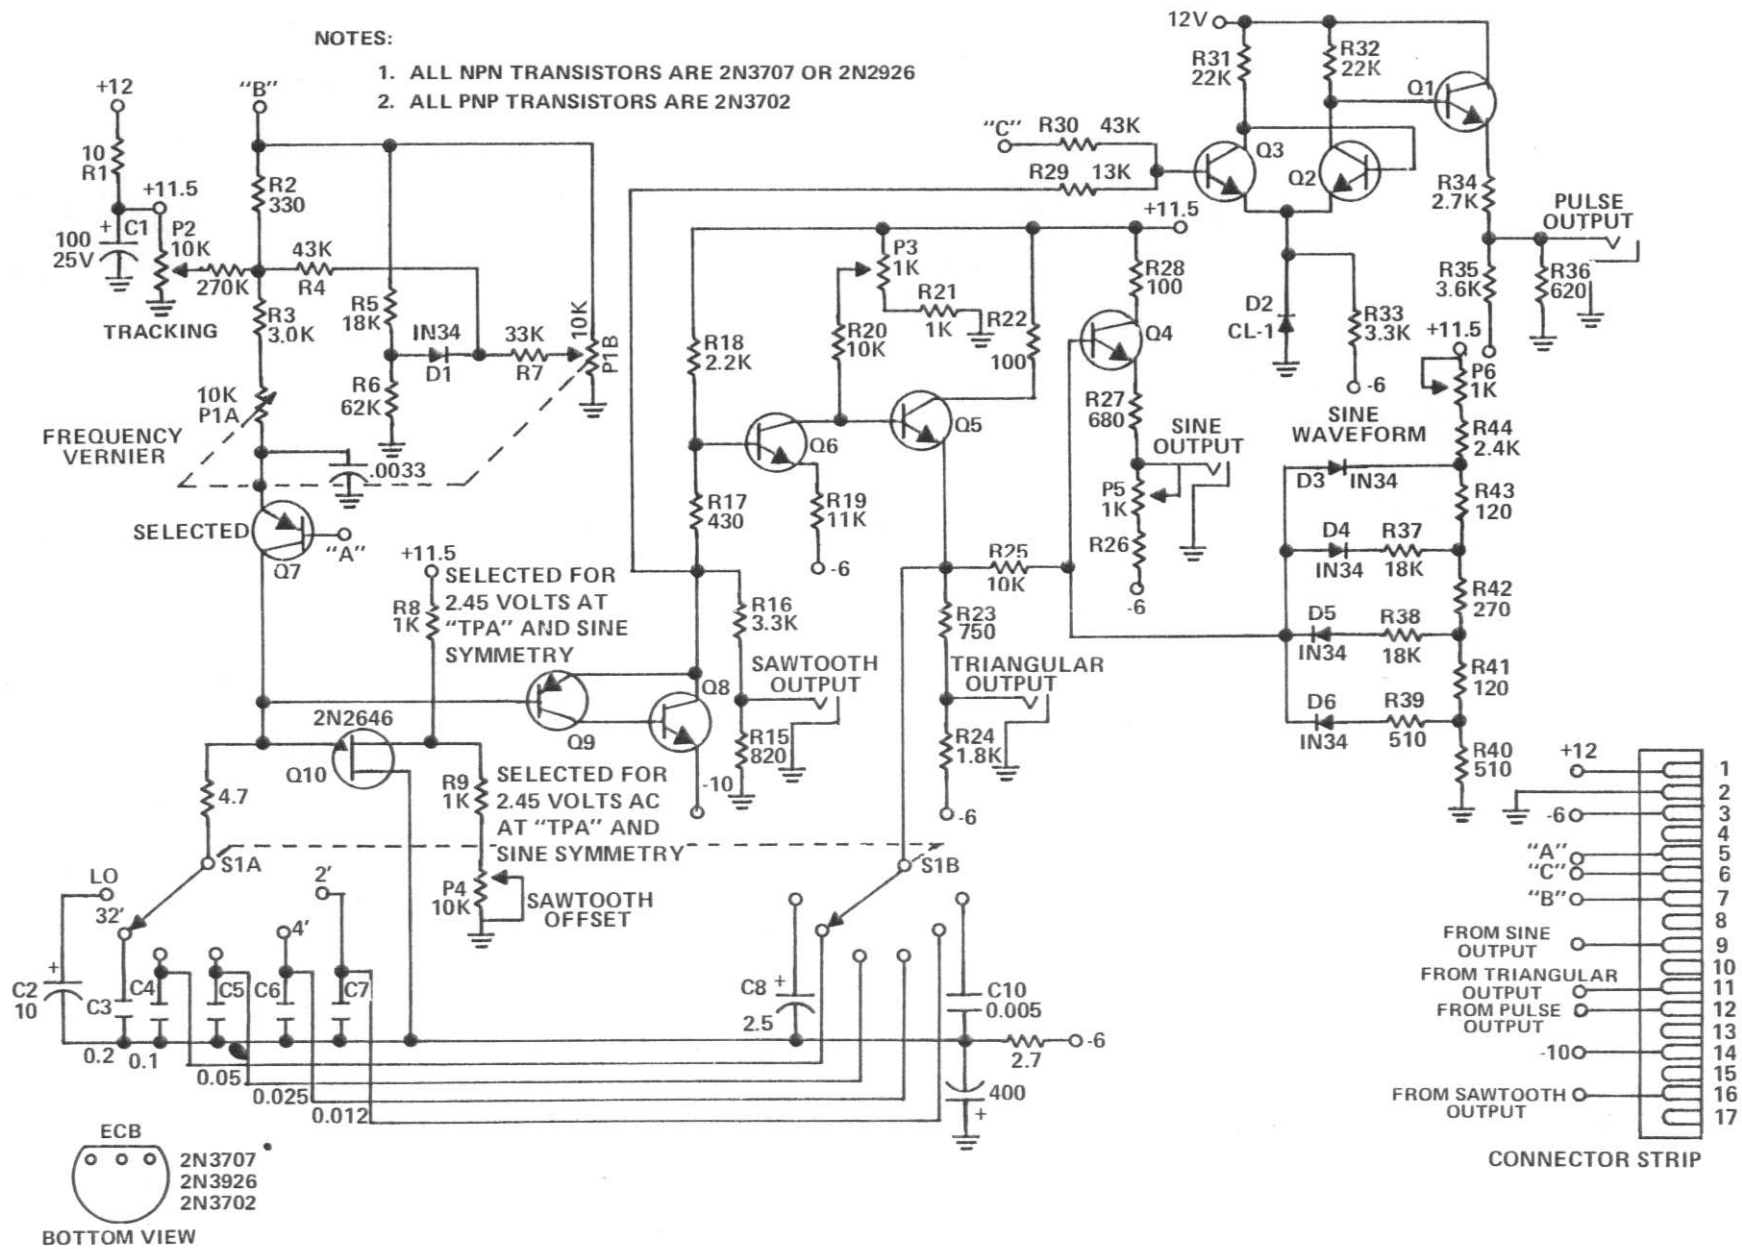 NOTES:
1. ALL NPN TRANSISTORS ARE 2N3707 OR 2N2926
2. ALL PNP TRANSISTORS ARE 2N3702
+12
"B"
10
R1
+11.5
+ C1
100
25V
P2
10K
270K
TRACKING
R2
330
43K
R4
R3
3.0K
10K
P1A
FREQUENCY
VERNIER
.0033
R5
18K
R6
62K
IN34
D1
33K
R7
10K
P1B
SELECTED
Q7
"A"
+11.5
R8
1K
SELECTED FOR
2.45 VOLTS AT
"TPA" AND SINE
SYMMETRY
2N2646
Q10
Q9
Q8
-10
4.7
R9
1K
SELECTED FOR
2.45 VOLTS AC
AT "TPA" AND
SINE SYMMETRY
P4
10K
SAWTOOTH
OFFSET
S1A
LO
32'
2'
4'
+
C2
10
C3
C4
C5
C6
C7
0.2
0.1
0.05
0.025
0.012
S1B
C8 +
2.5
C10
0.005
2.7
-6
400
+
R18
2.2K
R17
430
Q6
R19
11K
-6
R20
10K
P3
1K
R21
1K
R22
100
Q5
R16
3.3K
SAWTOOTH
OUTPUT
R15
820
R25
10K
R23
750
TRIANGULAR
OUTPUT
R24
1.8K
-6
"C"
R30 43K
R29 13K
+11.5
R28
100
Q4
R27
680
SINE
OUTPUT
P5
1K
R26
-6
12V
R31
22K
R32
22K
Q1
Q3
Q2
D2
CL-1
R33
3.3K
-6
R34
2.7K
PULSE
OUTPUT
R35
3.6K
R36
620
+11.5
P6
1K
SINE
WAVEFORM
R44
2.4K
D3 IN34
R43
120
D4
IN34
R37
18K
R42
270
D5
IN34
R38
18K
R41
120
D6
IN34
R39
510
R40
510
+12
1
2
-6
3
4
"A"
5
"C"
6
"B"
7
8
FROM SINE
OUTPUT
9
10
FROM TRIANGULAR
OUTPUT
11
FROM PULSE
OUTPUT
12
13
-10
14
15
FROM SAWTOOTH
OUTPUT
16
17
CONNECTOR STRIP
ECB
2N3707
2N3926
2N3702
BOTTOM VIEW